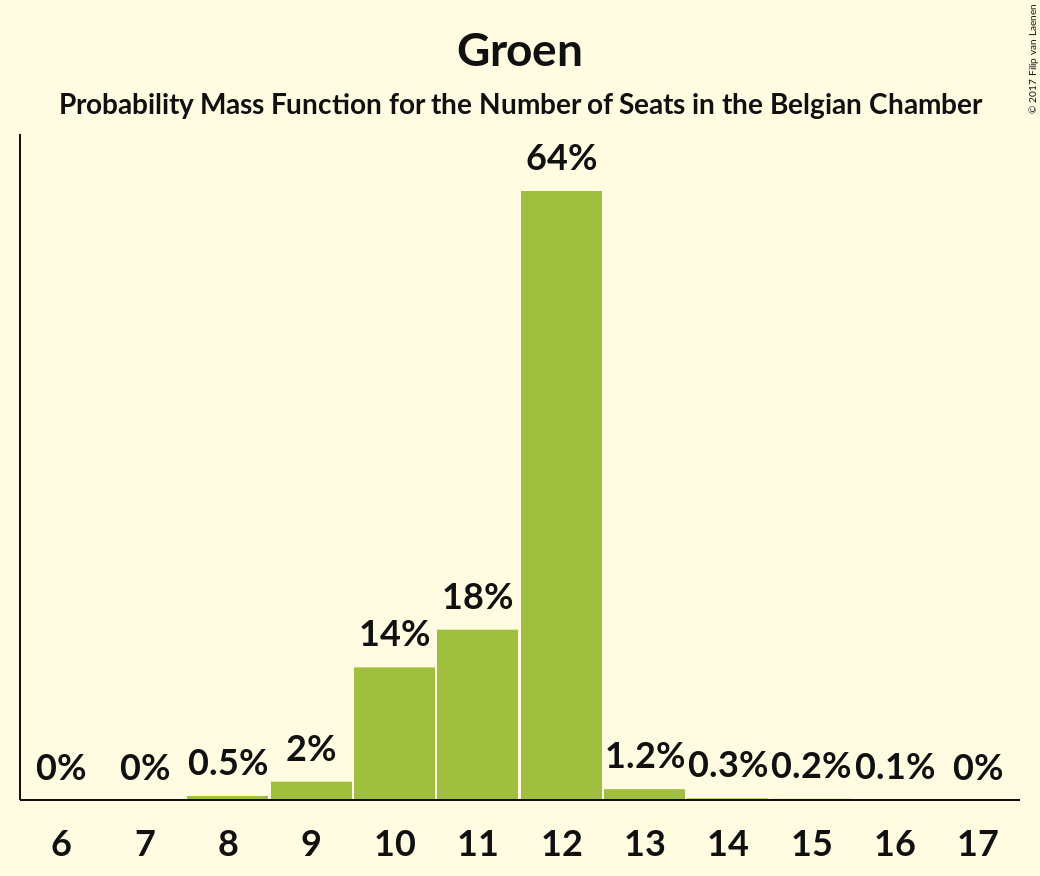 Groen
Probability Mass Function for the Number of Seats in the Belgian Chamber
© 2017 Filip van Laenen
64%
18%
14%
0% 0% 0.5% 2% 1.2% 0.3% 0.2% 0.1% 0%
6 7 8 9 10 11 12 13 14 15 16 17